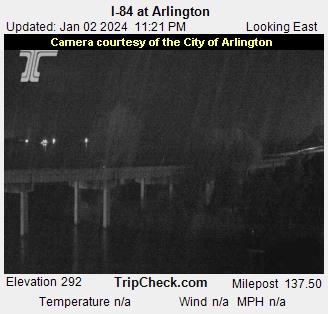 I-84 at Arlington
Updated: Jan 02 2024 11:21 PM Looking East
Camera courtesy of the City of Arlington
Elevation 292 TripCheck.com Milepost 137.50
Temperature n/a Wind n/a MPH n/a